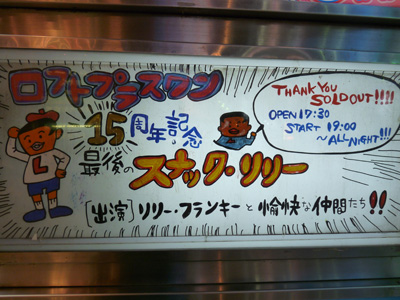 ロフトプラスワン
15周年記念
最後のスナック・リリー
[出演]リリー・フランキーと愉快な仲間たち!!
THANK YOU
SOLD OUT!!!!
OPEN 17:30
START 19:00
~ALL NIGHT!!!
L